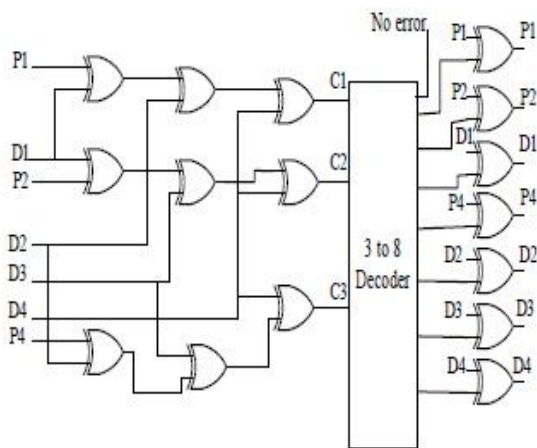 No error
P1
P1
P1
C1
P2
P2
D1
D1
D1
C2
P2
P4
P4
D2
3 to 8
Decoder
D2
D2
D3
C3
D4
D3
D3
P4
D4
D4